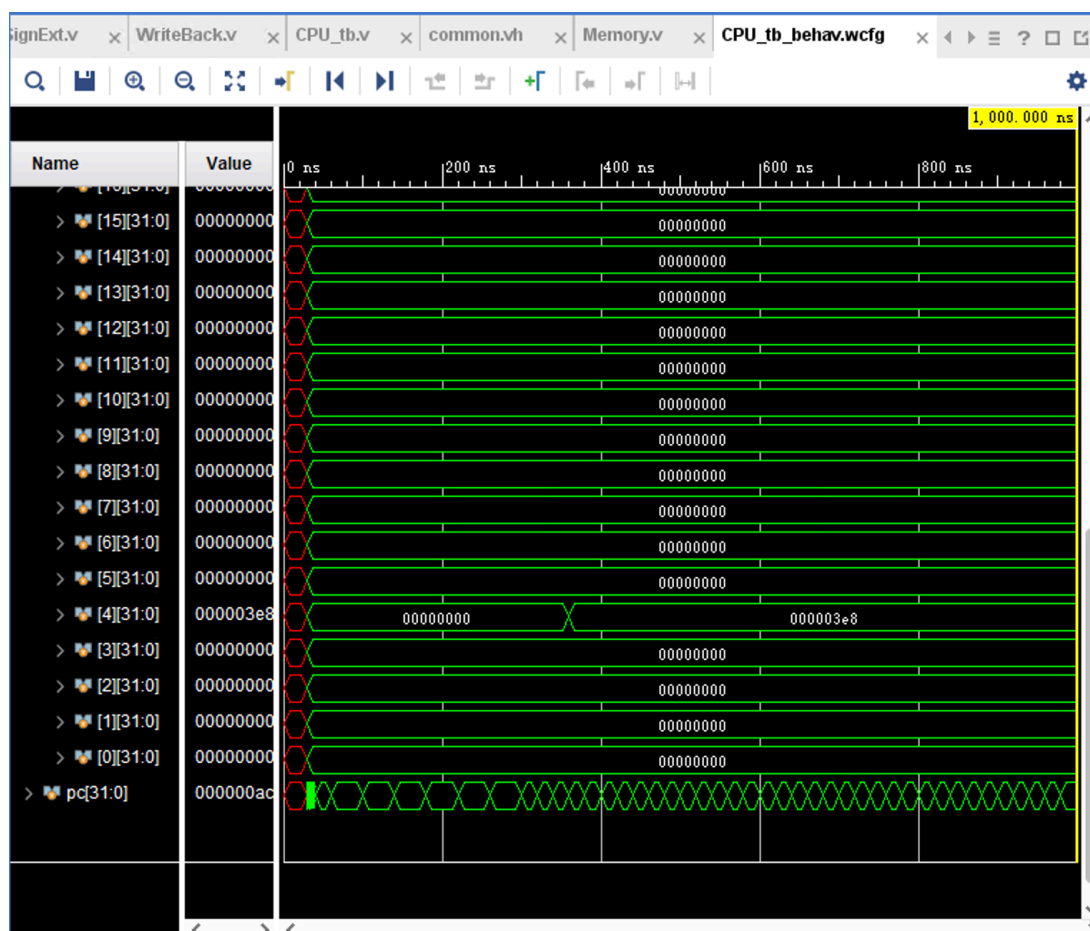 ignExt.v WriteBack.v CPU_tb.v common.vh Memory.v CPU_tb_behav.wcfg
1,000.000 ns
Name Value 0 ns 200 ns 400 ns 600 ns 800 ns
00000000
[15][31:0] 00000000 00000000
[14][31:0] 00000000 00000000
[13][31:0] 00000000 00000000
[12][31:0] 00000000 00000000
[11][31:0] 00000000 00000000
[10][31:0] 00000000 00000000
[9][31:0] 00000000 00000000
[8][31:0] 00000000 00000000
[7][31:0] 00000000 00000000
[6][31:0] 00000000 00000000
[5][31:0] 00000000 00000000
[4][31:0] 000003e8 00000000 000003e8
[3][31:0] 00000000 00000000
[2][31:0] 00000000 00000000
[1][31:0] 00000000 00000000
[0][31:0] 00000000 00000000
pc[31:0] 000000ac